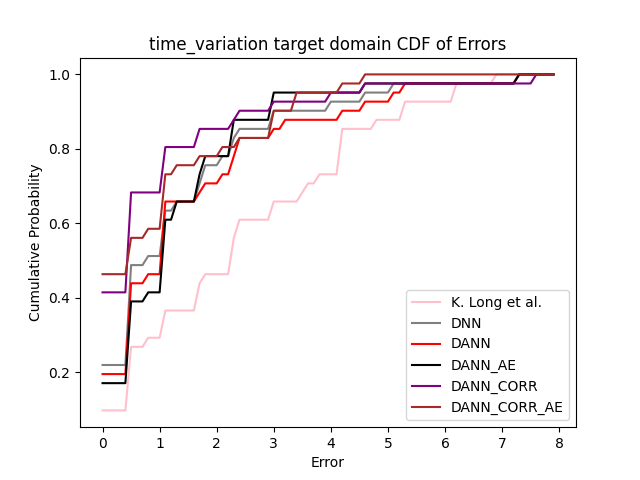 time_variation target domain CDF of Errors
1.0
0.8
0.6
0.4
0.2
Cumulative Probability
K. Long et al.
DNN
DANN
DANN_AE
DANN_CORR
DANN_CORR_AE
0 1 2 3 4 5 6 7 8
Error